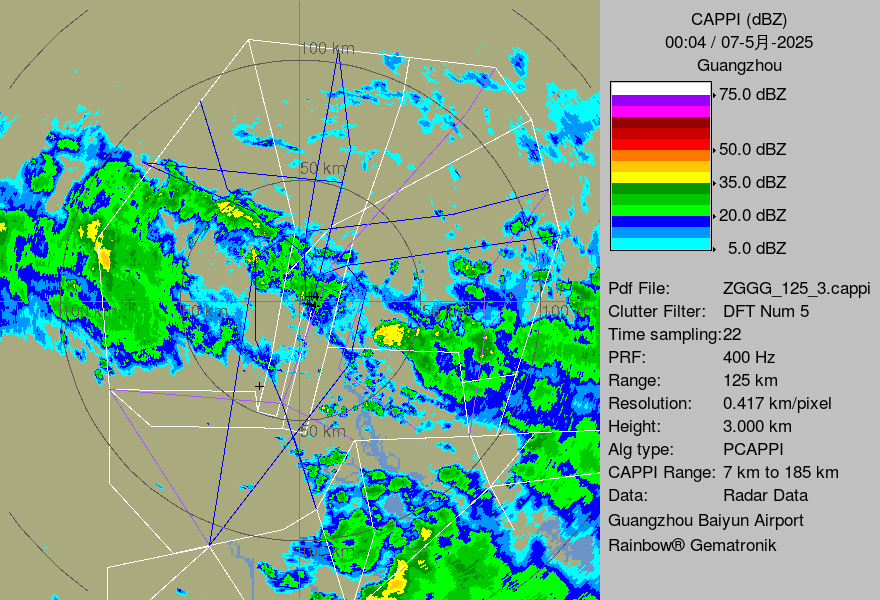 CAPPI (dBZ)
00:04 / 07-5月-2025
Guangzhou
75.0 dBZ
50.0 dBZ
35.0 dBZ
20.0 dBZ
5.0 dBZ
Pdf File: ZGGG_125_3.cappi
Clutter Filter: DFT Num 5
Time sampling:22
PRF: 400 Hz
Range: 125 km
Resolution: 0.417 km/pixel
Height: 3.000 km
Alg type: PCAPPI
CAPPI Range: 7 km to 185 km
Data: Radar Data
Guangzhou Baiyun Airport
Rainbow® Gematronik
100 km
50 km
100 km
50 km
50 km
100 km
50 km
100 km